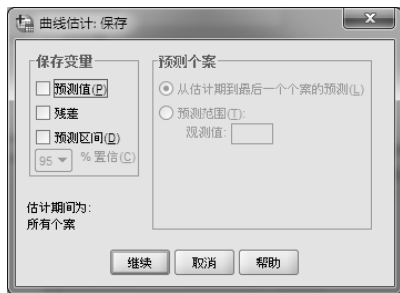 曲线估计: 保存
保存变量
预测值(P)
残差
预测区间(D)
95 % 置信(C)
估计期间为:
所有个案
预测个案
从估计期到最后一个个案的预测(L)
预测范围(T):
观测值:
继续 取消 帮助